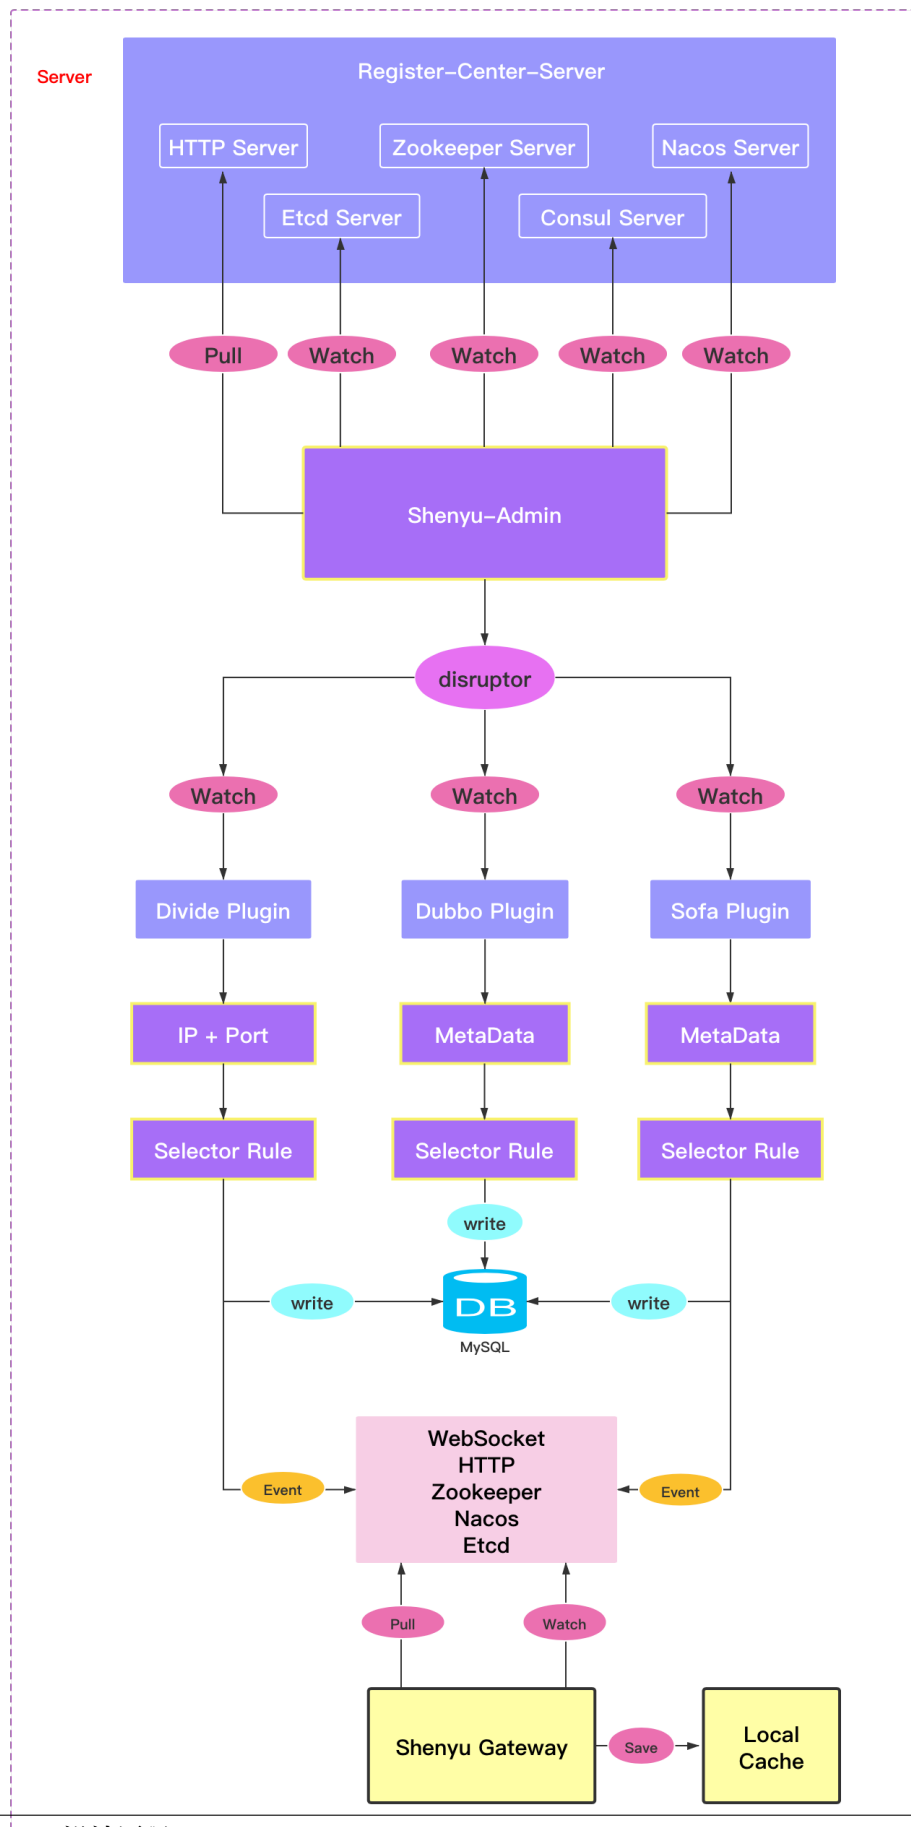 Server
Register-Center-Server
HTTP Server
Zookeeper Server
Nacos Server
Etcd Server
Consul Server
Pull
Watch
Watch
Watch
Watch
Shenyu-Admin
disruptor
Watch
Watch
Watch
Divide Plugin
Dubbo Plugin
Sofa Plugin
IP + Port
MetaData
MetaData
Selector Rule
Selector Rule
Selector Rule
write
write
DB
write
MySQL
WebSocket
HTTP
Zookeeper
Nacos
Etcd
Event
Event
Pull
Watch
Shenyu Gateway
Save
Local
Cache